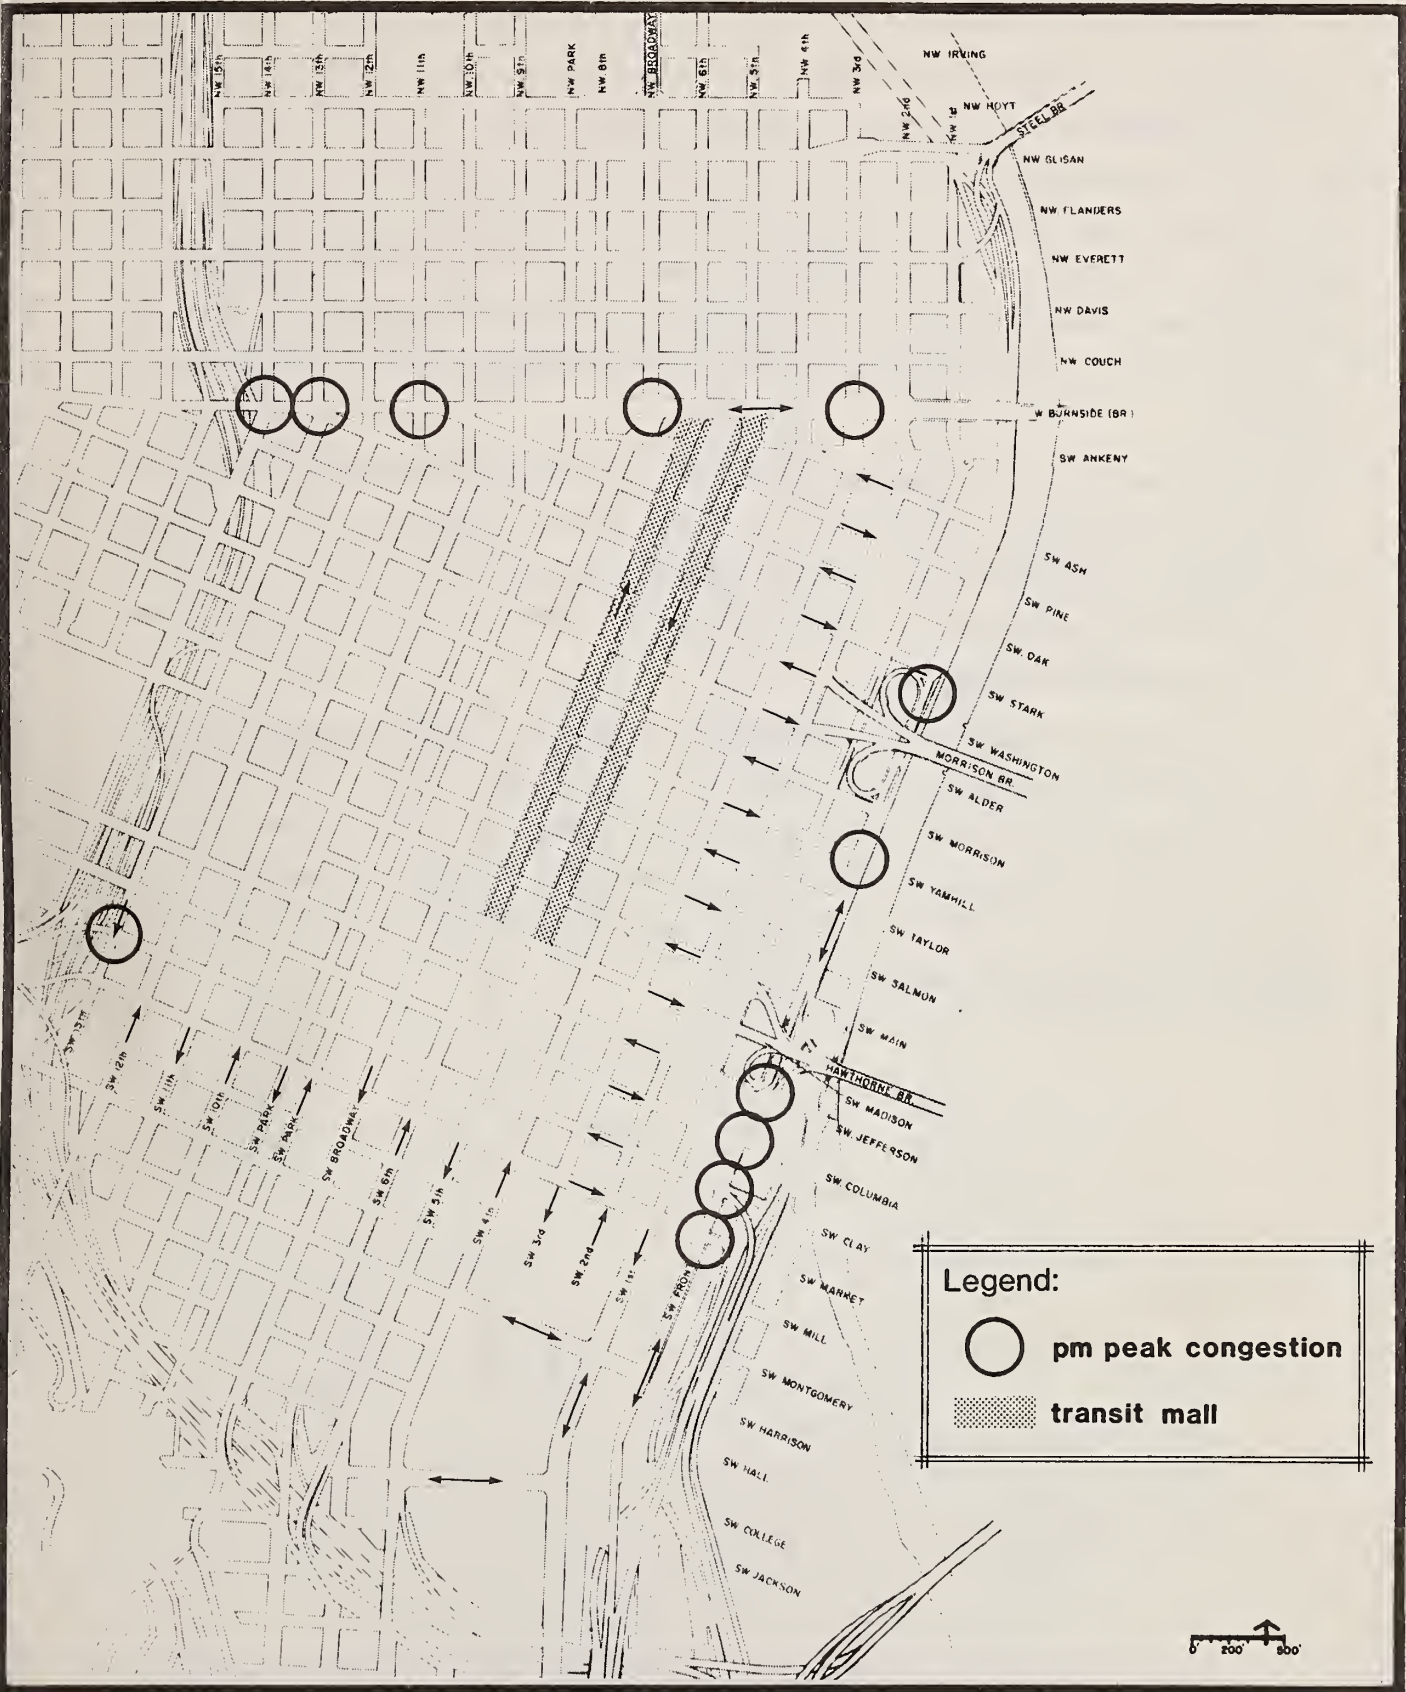 NW 15th
NW 14th
NW 13th
NW 12th
NW 11th
NW 10th
NW 9th
NW PARK
NW 8th
NW BROADWAY
NW 6th
NW 5th
NW 4th
NW 3rd
NW 2nd
NW 1st
NW IRVING
NW HOYT
STEEL BR
NW GLISAN
NW FLANDERS
NW EVERETT
NW DAVIS
NW COUCH
W BURNSIDE (BR)
SW ANKENY
SW ASH
SW PINE
SW OAK
SW STARK
SW WASHINGTON
MORRISON BR.
SW ALDER
SW MORRISON
SW YAMHILL
SW TAYLOR
SW SALMON
SW MAIN
HAWTHORNE BR.
SW MADISON
SW JEFFERSON
SW COLUMBIA
SW CLAY
SW MARKET
SW MILL
SW MONTGOMERY
SW HARRISON
SW HALL
SW COLLEGE
SW JACKSON
SW 13th
SW 12th
SW 11th
SW 10th
SW PARK
SW PARK
SW BROADWAY
SW 6th
SW 5th
SW 4th
SW 3rd
SW 2nd
SW 1st
SW FRONT
Legend:
pm peak congestion
transit mall
0 200' 800'